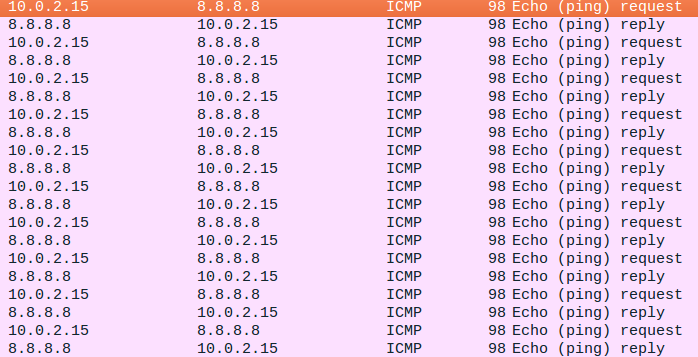 10.0.2.15 8.8.8.8 ICMP 98 Echo (ping) request
8.8.8.8 10.0.2.15 ICMP 98 Echo (ping) reply
10.0.2.15 8.8.8.8 ICMP 98 Echo (ping) request
8.8.8.8 10.0.2.15 ICMP 98 Echo (ping) reply
10.0.2.15 8.8.8.8 ICMP 98 Echo (ping) request
8.8.8.8 10.0.2.15 ICMP 98 Echo (ping) reply
10.0.2.15 8.8.8.8 ICMP 98 Echo (ping) request
8.8.8.8 10.0.2.15 ICMP 98 Echo (ping) reply
10.0.2.15 8.8.8.8 ICMP 98 Echo (ping) request
8.8.8.8 10.0.2.15 ICMP 98 Echo (ping) reply
10.0.2.15 8.8.8.8 ICMP 98 Echo (ping) request
8.8.8.8 10.0.2.15 ICMP 98 Echo (ping) reply
10.0.2.15 8.8.8.8 ICMP 98 Echo (ping) request
8.8.8.8 10.0.2.15 ICMP 98 Echo (ping) reply
10.0.2.15 8.8.8.8 ICMP 98 Echo (ping) request
8.8.8.8 10.0.2.15 ICMP 98 Echo (ping) reply
10.0.2.15 8.8.8.8 ICMP 98 Echo (ping) request
8.8.8.8 10.0.2.15 ICMP 98 Echo (ping) reply
10.0.2.15 8.8.8.8 ICMP 98 Echo (ping) request
8.8.8.8 10.0.2.15 ICMP 98 Echo (ping) reply